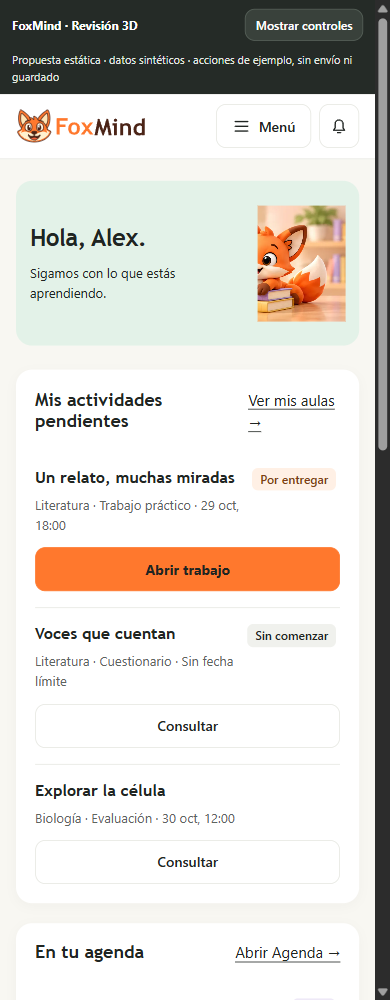 FoxMind · Revisión 3D
Mostrar controles
Propuesta estática · datos sintéticos · acciones de ejemplo, sin envío ni
guardado
FoxMind
Menú
Hola, Alex.
Sigamos con lo que estás
aprendiendo.
Mis actividades
pendientes
Ver mis aulas
→
Un relato, muchas miradas
Por entregar
Literatura · Trabajo práctico · 29 oct,
18:00
Abrir trabajo
Voces que cuentan
Sin comenzar
Literatura · Cuestionario · Sin fecha
límite
Consultar
Explorar la célula
Biología · Evaluación · 30 oct, 12:00
Consultar
En tu agenda
Abrir Agenda →